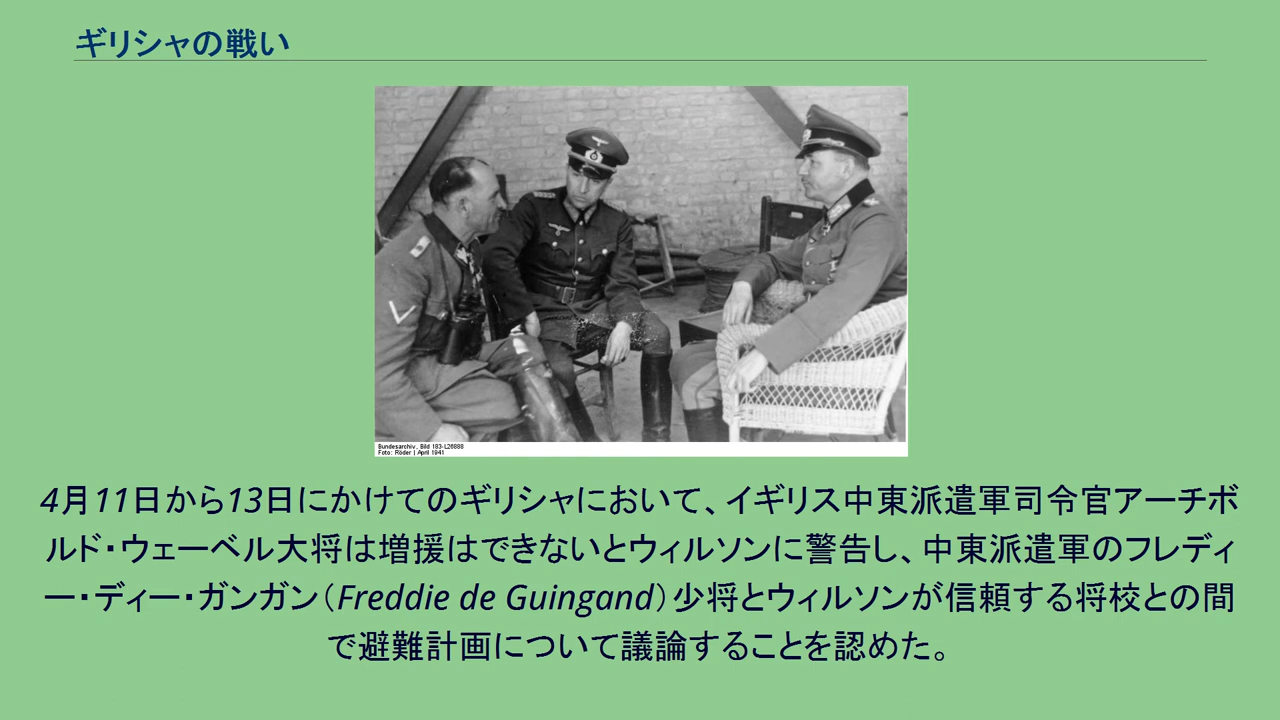 ギリシャの戦い
Bundesarchiv, Bild 183-L26888
Foto: Röder | April 1941
4月11日から13日にかけてのギリシャにおいて、イギリス中東派遣軍司令官アーチボ
ルド・ウェーベル大将は増援はできないとウィルソンに警告し、中東派遣軍のフレディ
ー・ディー・ガンガン（Freddie de Guingand）少将とウィルソンが信頼する将校との間
で避難計画について議論することを認めた。